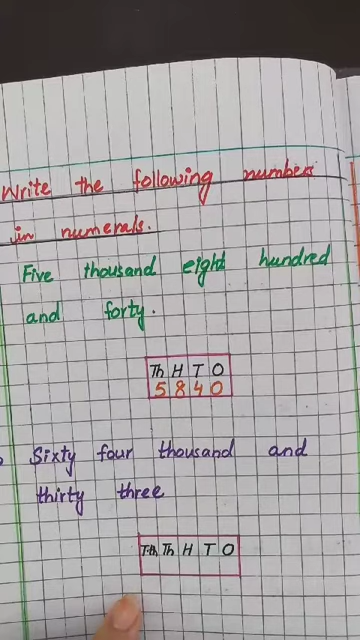 Write the following numbers
in numerals.
Five thousand eight hundred
and forty.
Th H T O
5 8 4 0
Sixty four thousand and
thirty three
T-th Th H T O